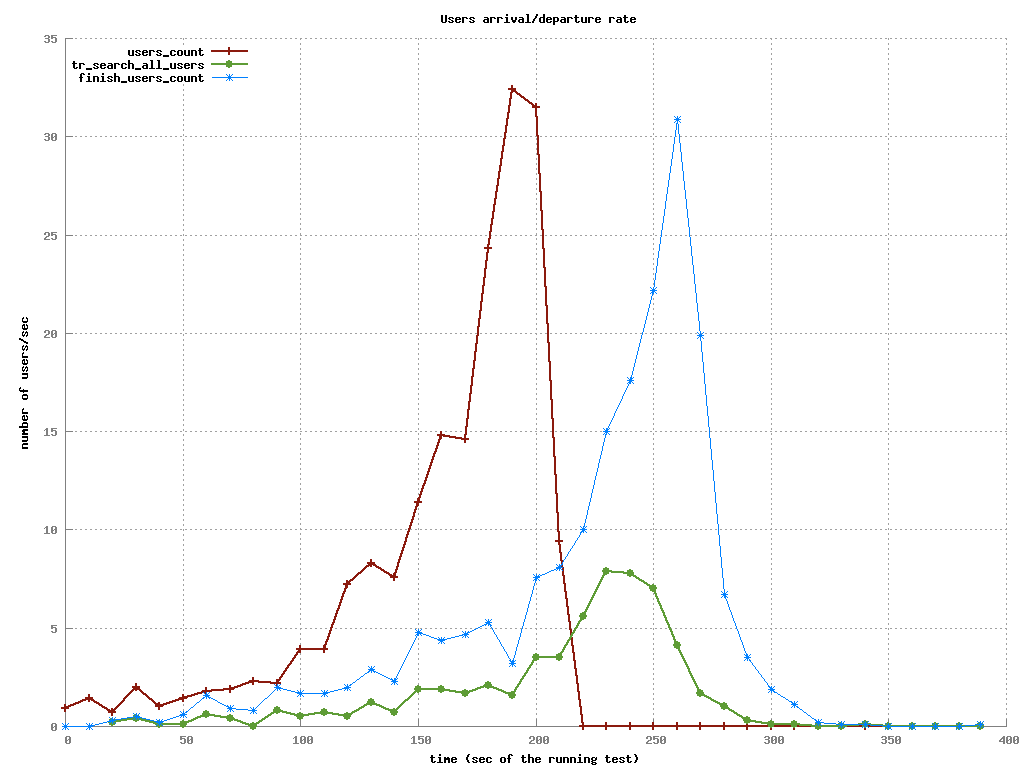 Users arrival/departure rate
35
30
25
20
15
10
5
0
users_count
tr_search_all_users
finish_users_count
number of users/sec
0 50 100 150 200 250 300 350 400
time (sec of the running test)